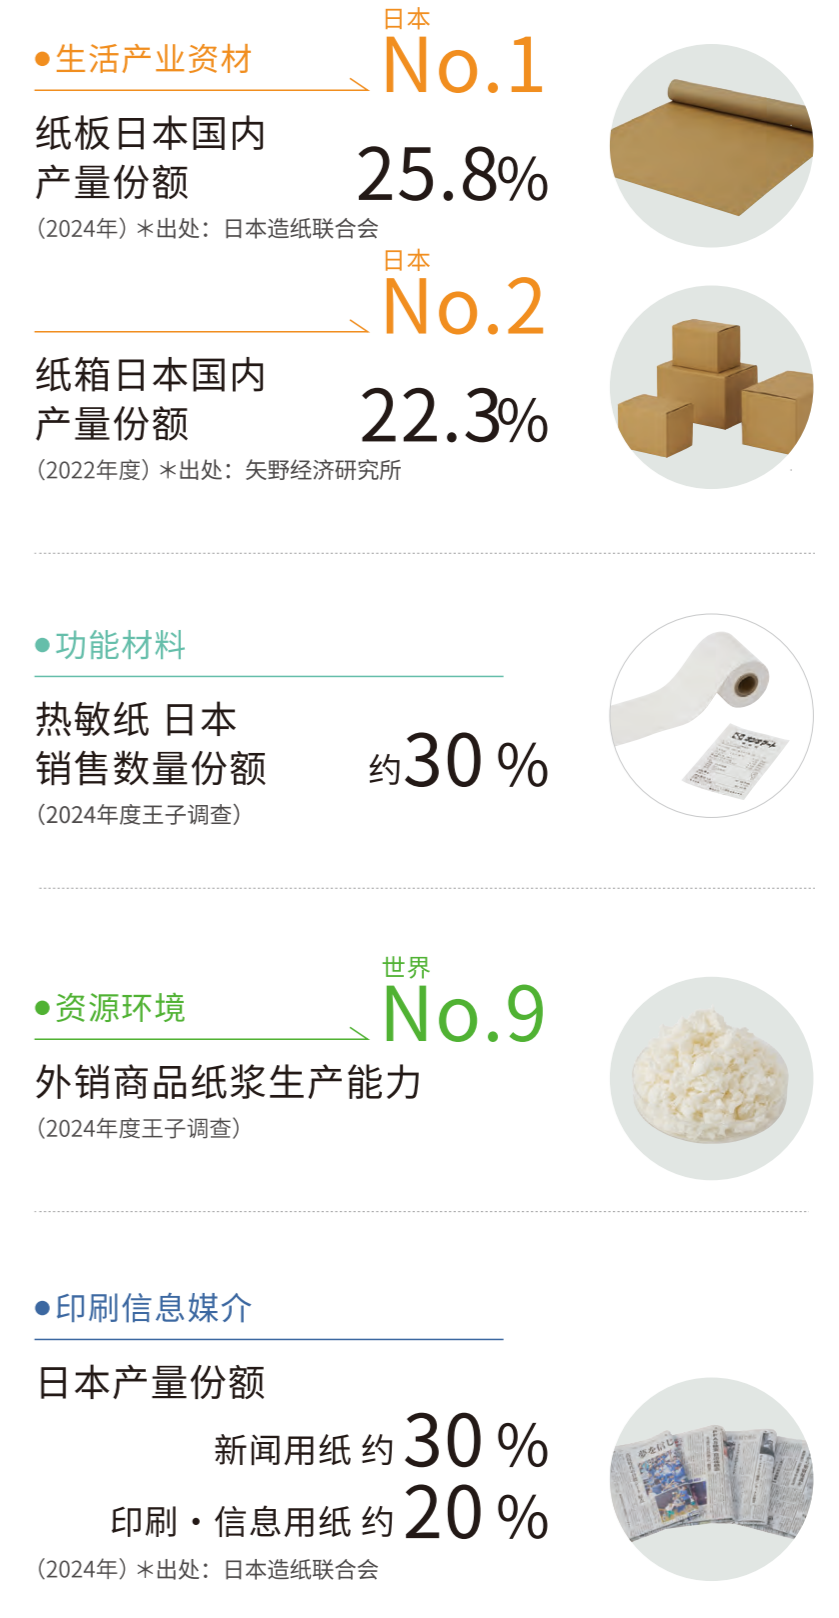 日本
●生活产业资材
No.1
纸板日本国内
产量份额
25.8%
（2024年）＊出处：日本造纸联合会
日本
No.2
纸箱日本国内
产量份额
22.3%
（2022年度）＊出处：矢野经济研究所
●功能材料
热敏纸 日本
销售数量份额
约30 %
（2024年度王子调查）
世界
●资源环境
No.9
外销商品纸浆生产能力
（2024年度王子调查）
●印刷信息媒介
日本产量份额
新闻用纸 约 30 %
印刷・信息用纸 约 20 %
（2024年）＊出处：日本造纸联合会
夢を信じ